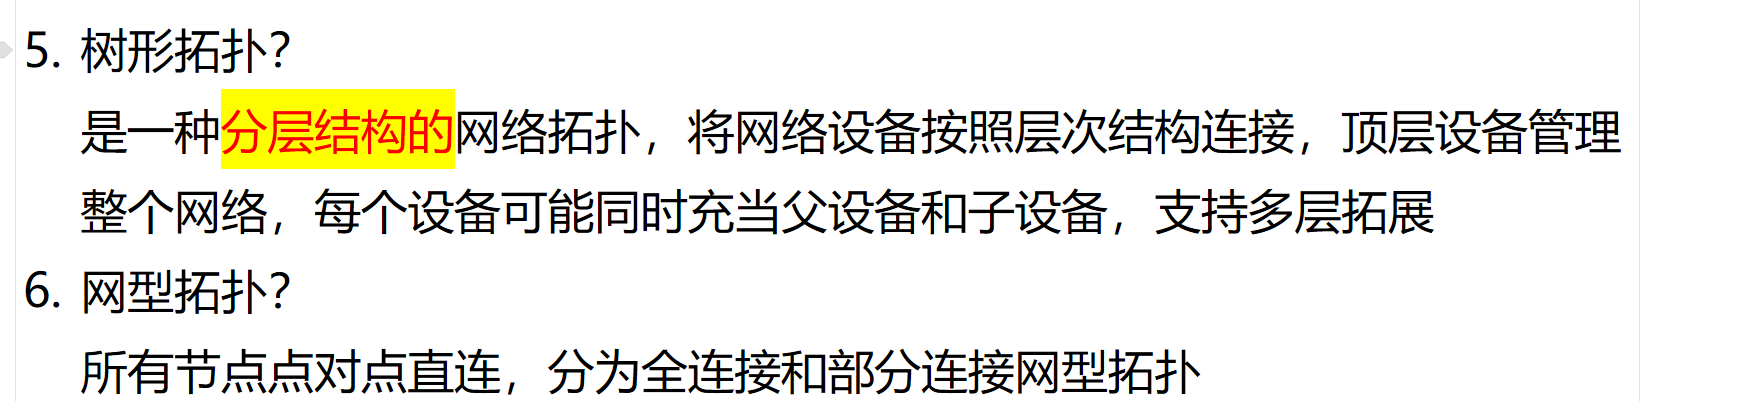 5. 树形拓扑?
是一种分层结构的网络拓扑，将网络设备按照层次结构连接，顶层设备管理
整个网络，每个设备可能同时充当父设备和子设备，支持多层拓展
6. 网型拓扑?
所有节点点对点直连，分为全连接和部分连接网型拓扑